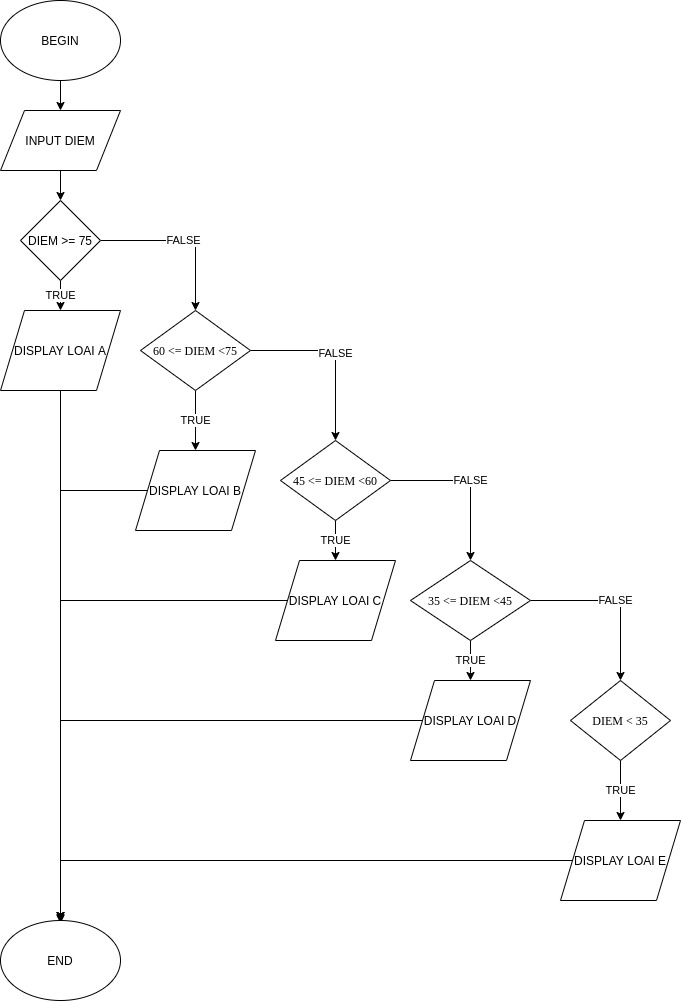 BEGIN
INPUT DIEM
DIEM >= 75
FALSE
TRUE
DISPLAY LOAI A
60 <= DIEM <75
FALSE
TRUE
DISPLAY LOAI B
45 <= DIEM <60
FALSE
TRUE
DISPLAY LOAI C
35 <= DIEM <45
FALSE
TRUE
DISPLAY LOAI D
DIEM < 35
TRUE
DISPLAY LOAI E
END